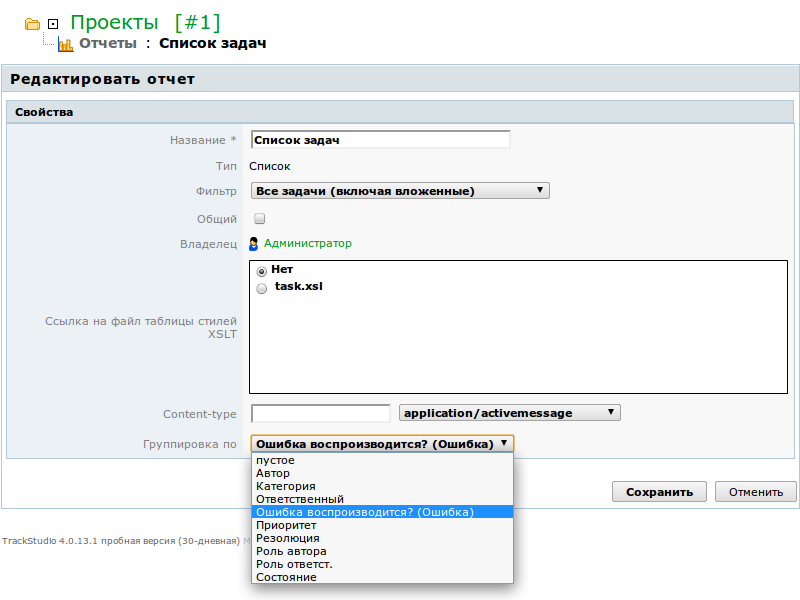 Проекты [#1]
Отчеты : Список задач
Редактировать отчет
Свойства
Название * Список задач
Тип Список
Фильтр Все задачи (включая вложенные)
Общий
Владелец Администратор
Нет
task.xsl
Ссылка на файл таблицы стилей
XSLT
Content-type application/activemessage
Группировка по Ошибка воспроизводится? (Ошибка)
пустое
Автор
Категория
Ответственный
Ошибка воспроизводится? (Ошибка)
Приоритет
Резолюция
Роль автора
Роль ответст.
Состояние
Сохранить Отменить
TrackStudio 4.0.13.1 пробная версия (30-дневная)